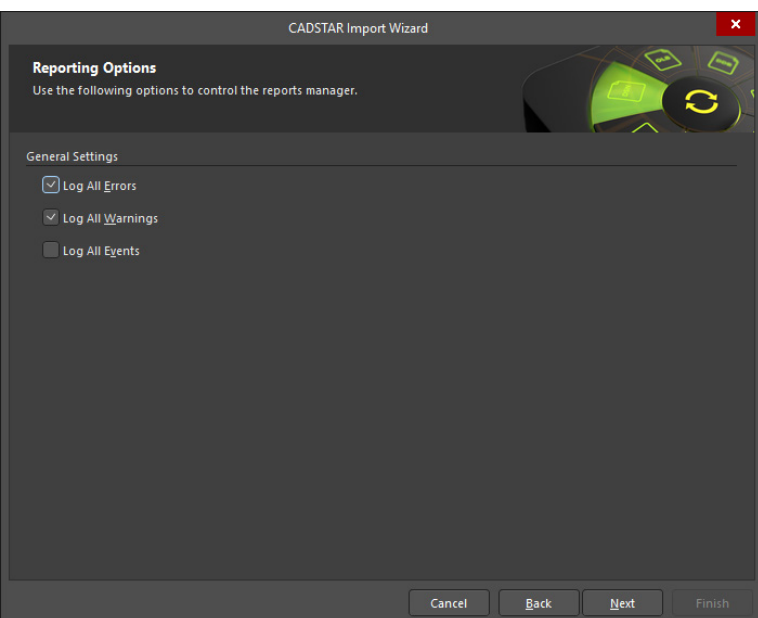 CADSTAR Import Wizard
Reporting Options
Use the following options to control the reports manager.
General Settings
Log All Errors
Log All Warnings
Log All Events
Cancel Back Next Finish